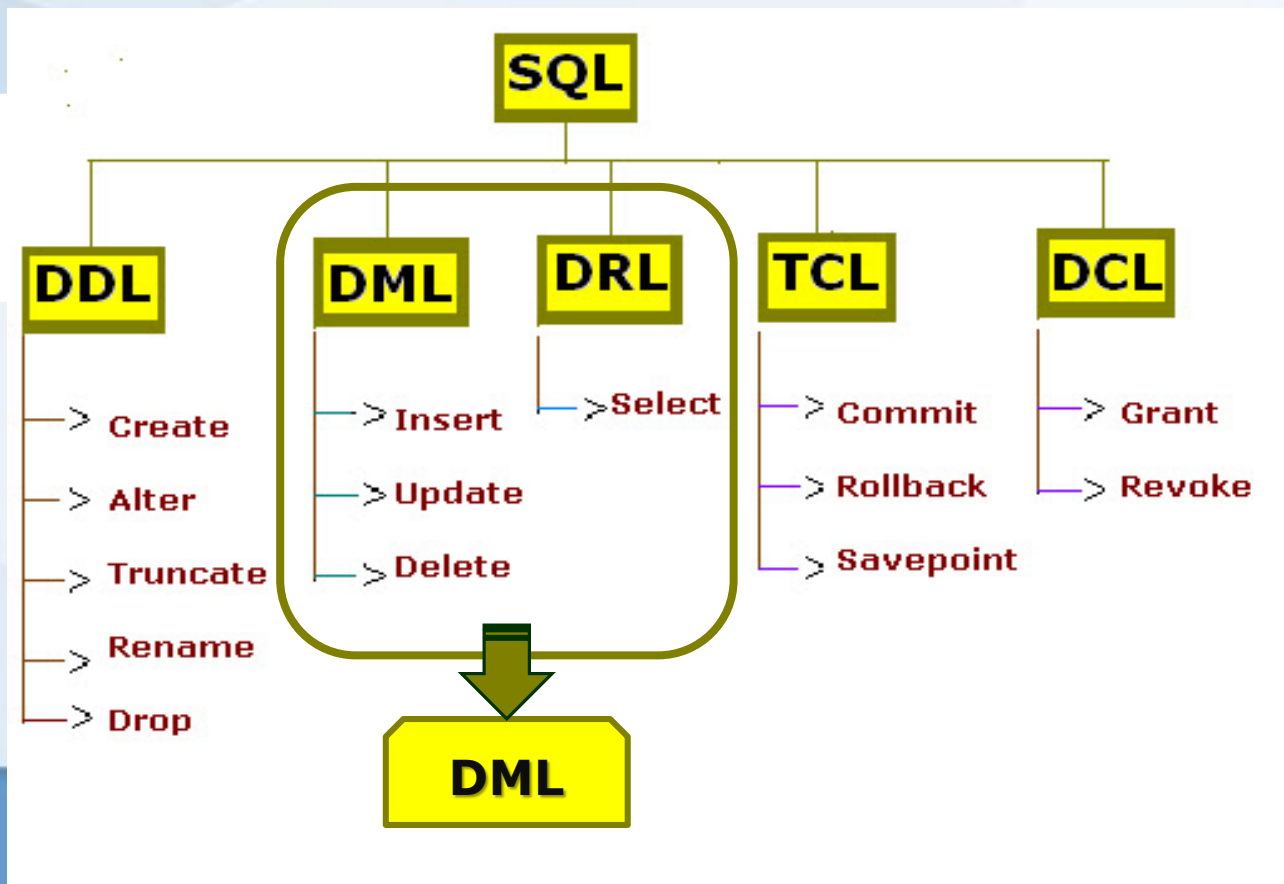 SQL
DDL
DML
DRL
TCL
DCL
Create
Alter
Truncate
Rename
Drop
Insert
Update
Delete
Select
Commit
Rollback
Savepoint
Grant
Revoke
DML